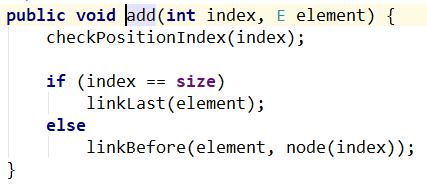 public void add(int index, E element) {
    checkPositionIndex(index);

    if (index == size)
        linkLast(element);
    else
        linkBefore(element, node(index));
}